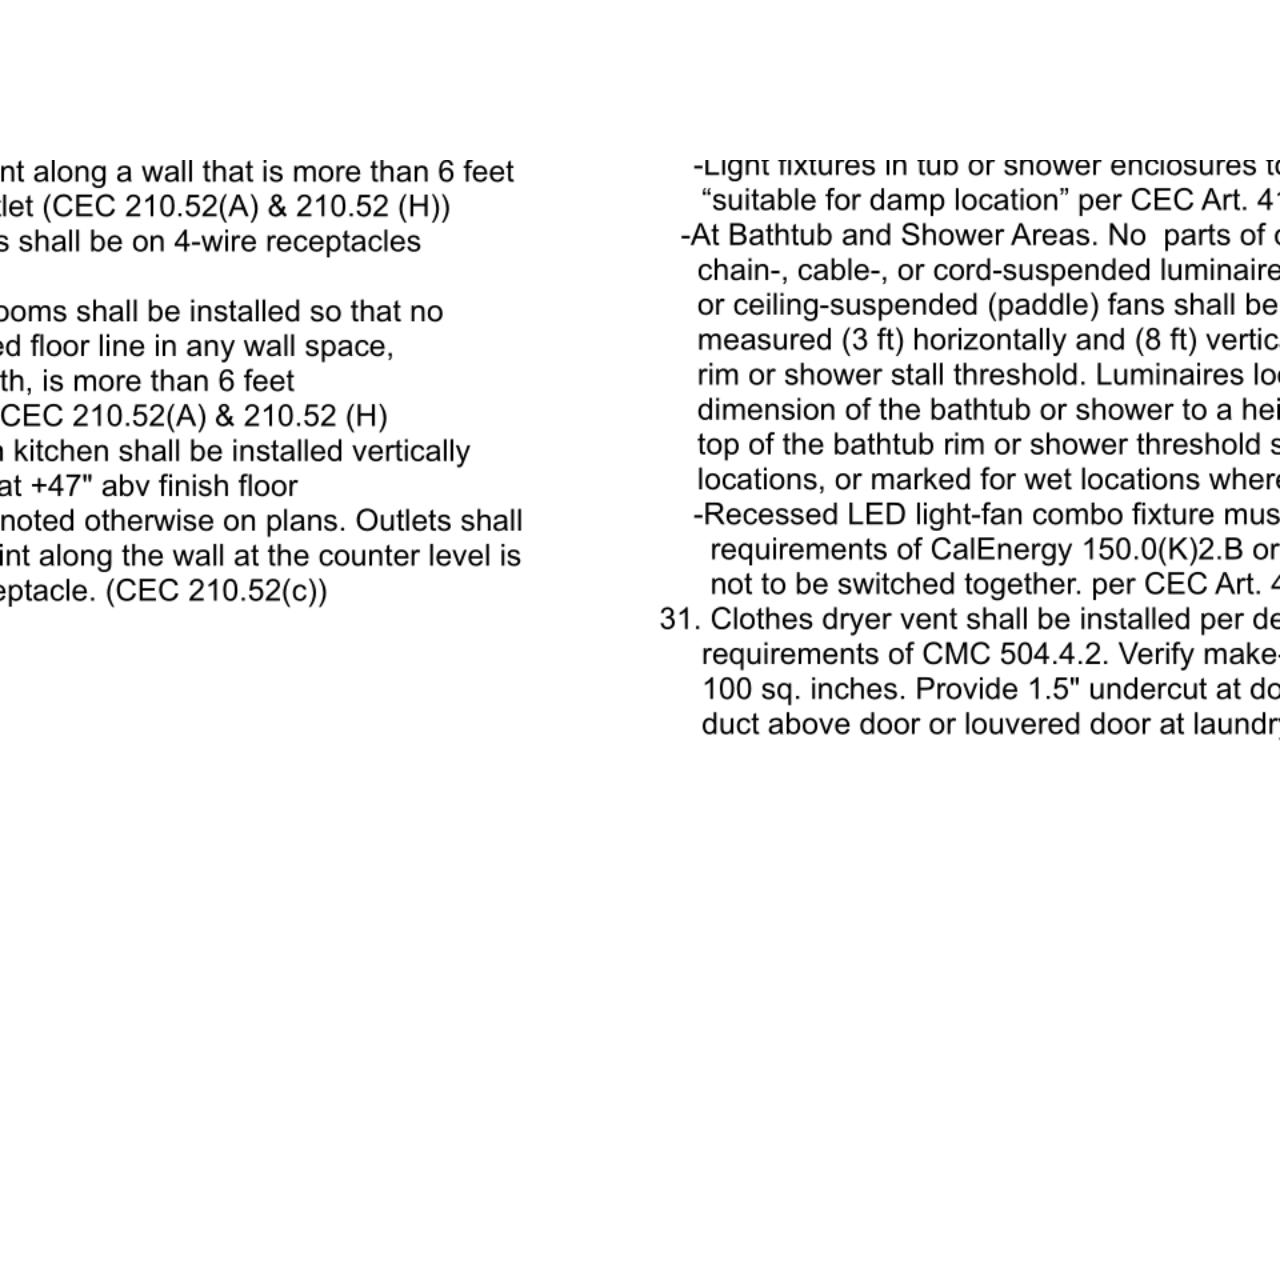 nt along a wall that is more than 6 feet
let (CEC 210.52(A) & 210.52 (H))
s shall be on 4-wire receptacles
ooms shall be installed so that no
ed floor line in any wall space,
th, is more than 6 feet
CEC 210.52(A) & 210.52 (H)
n kitchen shall be installed vertically
at +47" abv finish floor
noted otherwise on plans. Outlets shall
int along the wall at the counter level is
eptacle. (CEC 210.52(c))
-Light fixtures in tub or shower enclosures to
“suitable for damp location” per CEC Art. 41
-At Bathtub and Shower Areas. No  parts of c
chain-, cable-, or cord-suspended luminaire
or ceiling-suspended (paddle) fans shall be
measured (3 ft) horizontally and (8 ft) vertic
rim or shower stall threshold. Luminaires loc
dimension of the bathtub or shower to a hei
top of the bathtub rim or shower threshold s
locations, or marked for wet locations where
-Recessed LED light-fan combo fixture mus
requirements of CalEnergy 150.0(K)2.B or
not to be switched together. per CEC Art. 4
31. Clothes dryer vent shall be installed per de
requirements of CMC 504.4.2. Verify make-
100 sq. inches. Provide 1.5" undercut at do
duct above door or louvered door at laundry